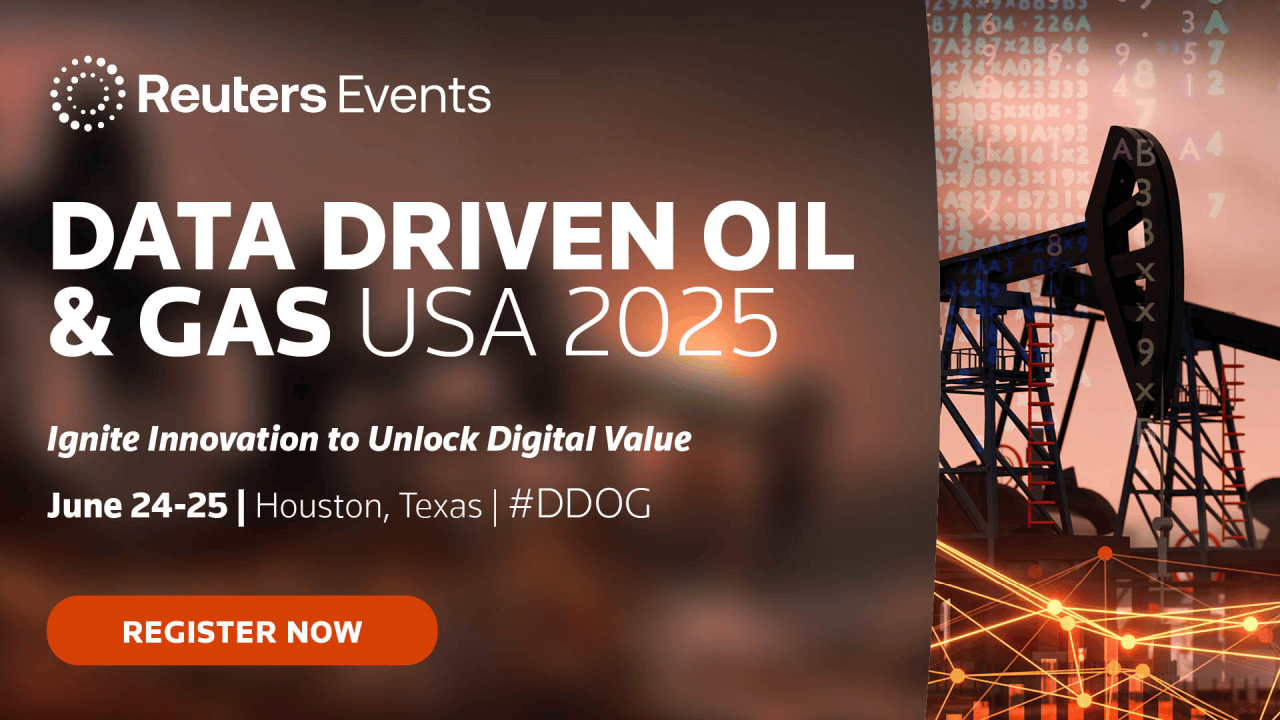 Reuters Events
DATA DRIVEN OIL
& GAS USA 2025
Ignite Innovation to Unlock Digital Value
June 24-25 | Houston, Texas | #DDOG
REGISTER NOW